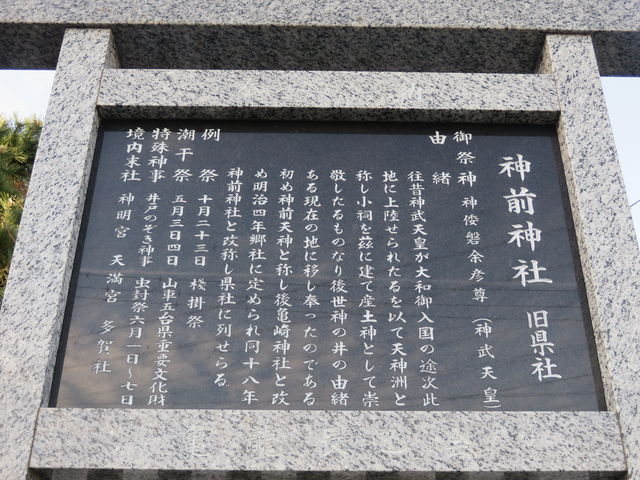 神前神社 旧県社
御祭神 神倭磐余彦尊(神武天皇)
由緒
往昔神武天皇が大和御入国の途次此
地に上陸せられたるを以て天神洲と
称し小祠を茲に建て産土神として崇
敬したるものなり後世神の井の由緒
ある現在の地に移し奉ったのである
初め神前天神と称し後亀崎神社と改
め明治四年郷社に定められ同十八年
神前神社と改称し県社に列せらる。
例祭 十月二十三日 棧掛祭
潮干祭 五月三日四日 山車五台県重要文化財
特殊神事 井戸のぞき神事 虫封祭六月一日〜七日
境内末社 神明宮 天満宮 多賀社